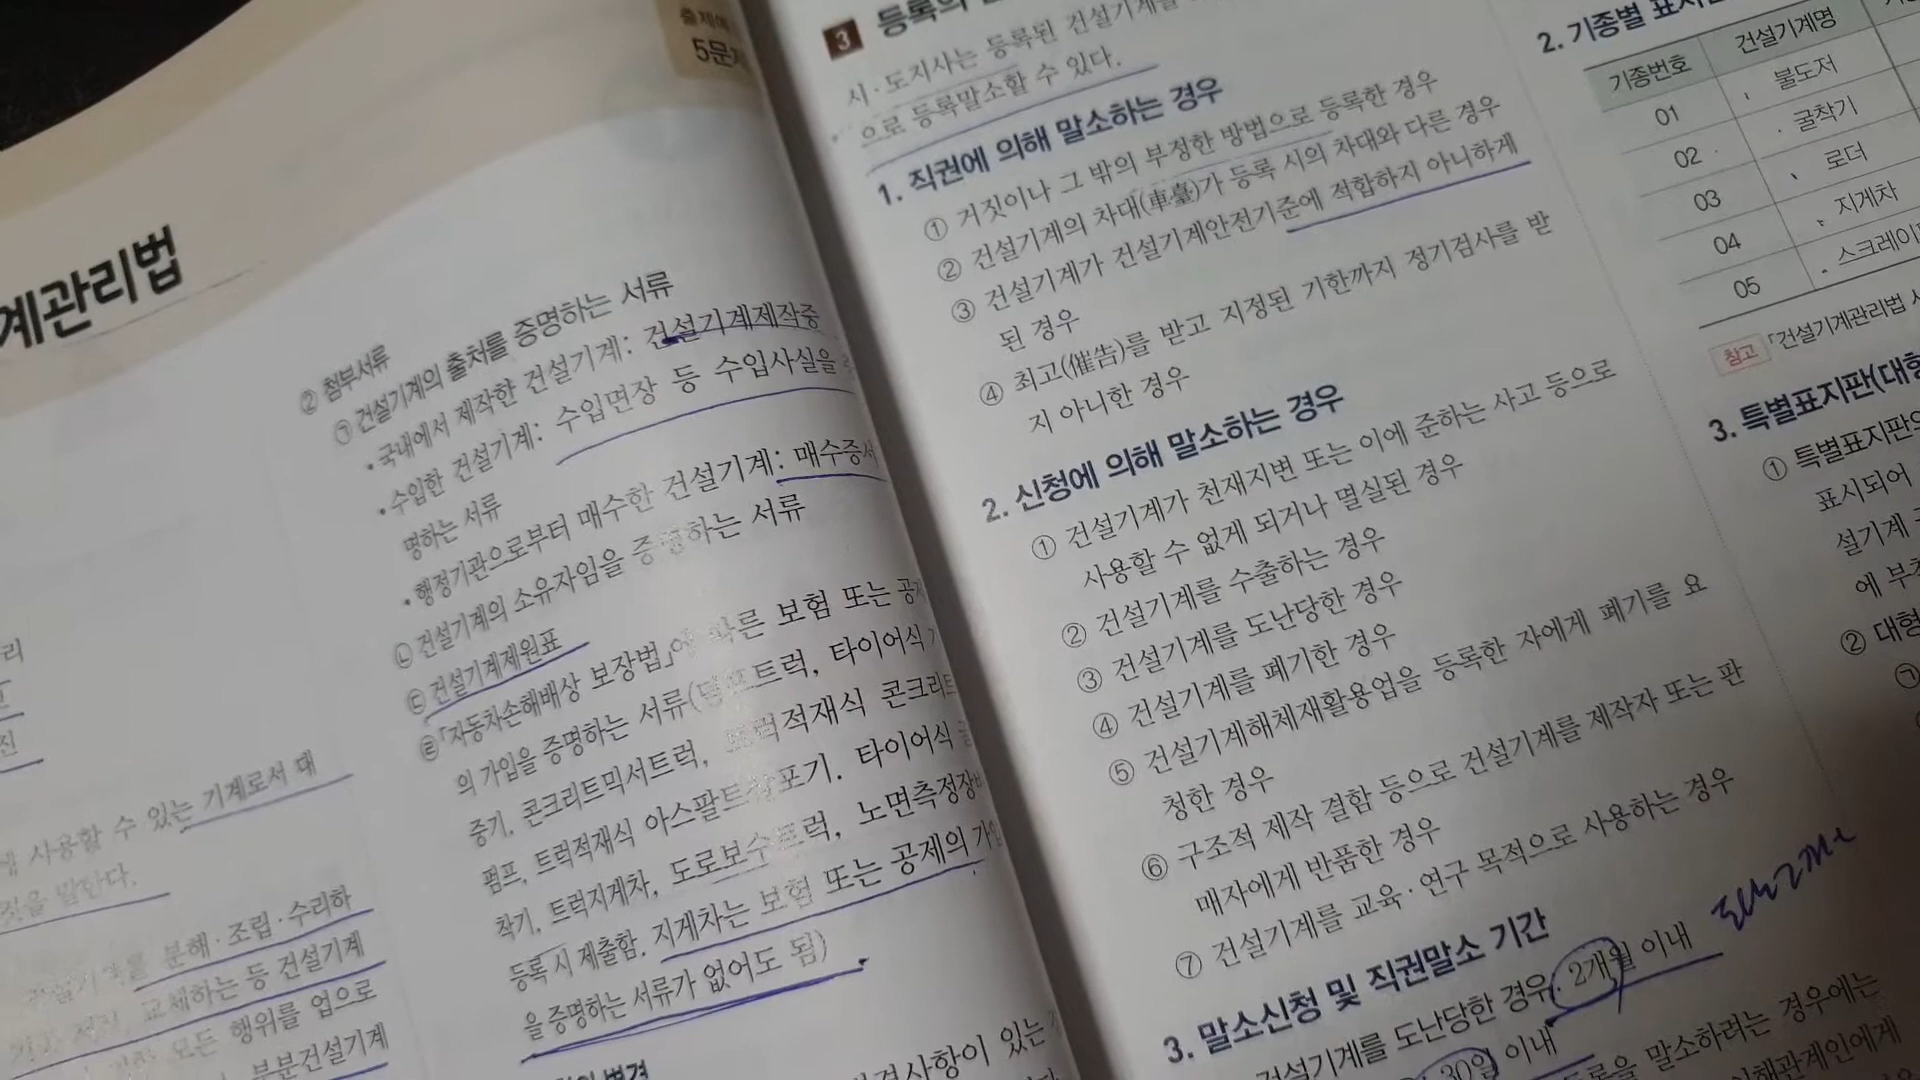 계관리법
5문제
리
진
기계로서 대
사용할 수 있는
것을 말한다.
분해·조립·수리하
교체하는 등 건설기계
모든 행위를 업으로
부분건설기계
② 첨부서류
㉠ 건설기계의 출처를 증명하는 서류
• 국내에서 제작한 건설기계: 건설기계제작증
• 수입한 건설기계: 수입면장 등 수입사실을
명하는 서류
• 행정기관으로부터 매수한 건설기계: 매수증서
㉡ 건설기계의 소유자임을 증명하는 서류
㉢ 건설기계제원표
㉣ 「자동차손해배상 보장법」에 따른 보험 또는
의 가입을 증명하는 서류(덤프트럭, 타이어식
중기, 콘크리트믹서트럭, 트럭적재식 콘크리트
펌프, 트럭적재식 아스팔트살포기. 타이어식
착기, 트럭지게차, 도로보수트럭, 노면측정장비
등록 시 제출함. 지게차는 보험 또는 공제의 가입
을 증명하는 서류가 없어도 됨)
3 등록의
시·도지사는 등록된 건설기계를
으로 등록말소할 수 있다.
1. 직권에 의해 말소하는 경우
① 거짓이나 그 밖의 부정한 방법으로 등록한 경우
② 건설기계의 차대(車臺)가 등록 시의 차대와 다른 경우
③ 건설기계가 건설기계안전기준에 적합하지 아니하게
된 경우
④ 최고(催告)를 받고 지정된 기한까지 정기검사를 받
지 아니한 경우
2. 신청에 의해 말소하는 경우
① 건설기계가 천재지변 또는 이에 준하는 사고 등으로
사용할 수 없게 되거나 멸실된 경우
② 건설기계를 수출하는 경우
③ 건설기계를 도난당한 경우
④ 건설기계를 폐기한 경우
⑤ 건설기계해체재활용업을 등록한 자에게 폐기를 요
청한 경우
⑥ 구조적 제작 결함 등으로 건설기계를 제작자 또는 판
매자에게 반품한 경우
⑦ 건설기계를 교육·연구 목적으로 사용하는 경우
3. 말소신청 및 직권말소 기간
건설기계를 도난당한 경우: 2개월 이내
30일 이내
등록을 말소하려는 경우에는
이해관계인에게
2. 기종별
기종번호 건설기계명
01 불도저
02 굴착기
03 로더
04 지게차
05 스크레이
참고 「건설기계관리법
3. 특별표지판(대형
① 특별표지판의
표시되어
설기계
에 부착
② 대형
㉠